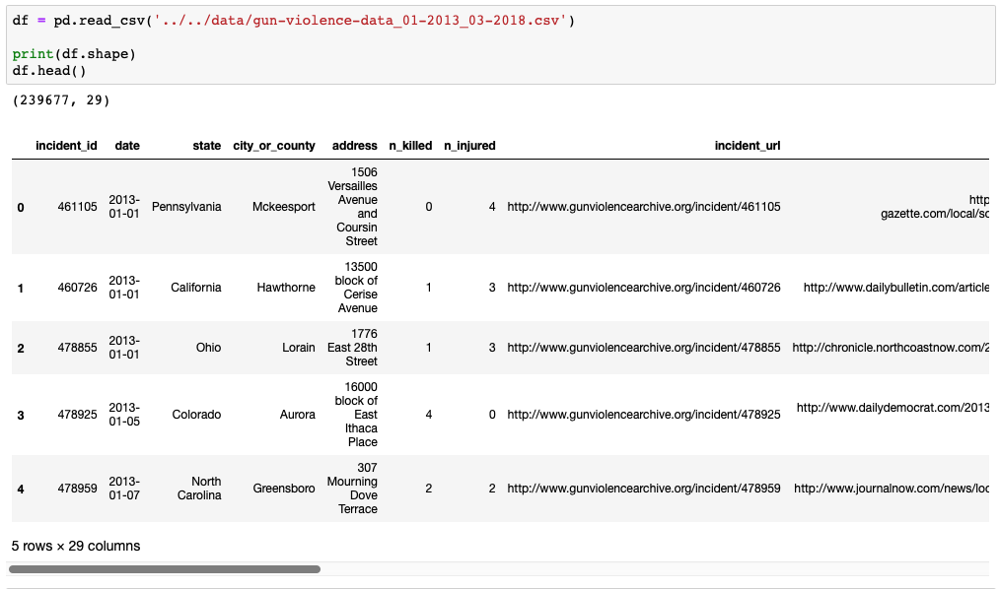 df = pd.read_csv('../../data/gun-violence-data_01-2013_03-2018.csv')
print(df.shape)
df.head()
(239677, 29)
incident_id date state city_or_county address n_killed n_injured incident_url
0 461105 2013-01-01 Pennsylvania Mckeesport 1506 Versailles Avenue and Coursin Street 0 4 http://www.gunviolencearchive.org/incident/461105 http gazette.com/local/so
1 460726 2013-01-01 California Hawthorne 13500 block of Cerise Avenue 1 3 http://www.gunviolencearchive.org/incident/460726 http://www.dailybulletin.com/article
2 478855 2013-01-01 Ohio Lorain 1776 East 28th Street 1 3 http://www.gunviolencearchive.org/incident/478855 http://chronicle.northcoastnow.com/2
3 478925 2013-01-05 Colorado Aurora 16000 block of East Ithaca Place 4 0 http://www.gunviolencearchive.org/incident/478925 http://www.dailydemocrat.com/2013
4 478959 2013-01-07 North Carolina Greensboro 307 Mourning Dove Terrace 2 2 http://www.gunviolencearchive.org/incident/478959 http://www.journalnow.com/news/loc
5 rows × 29 columns